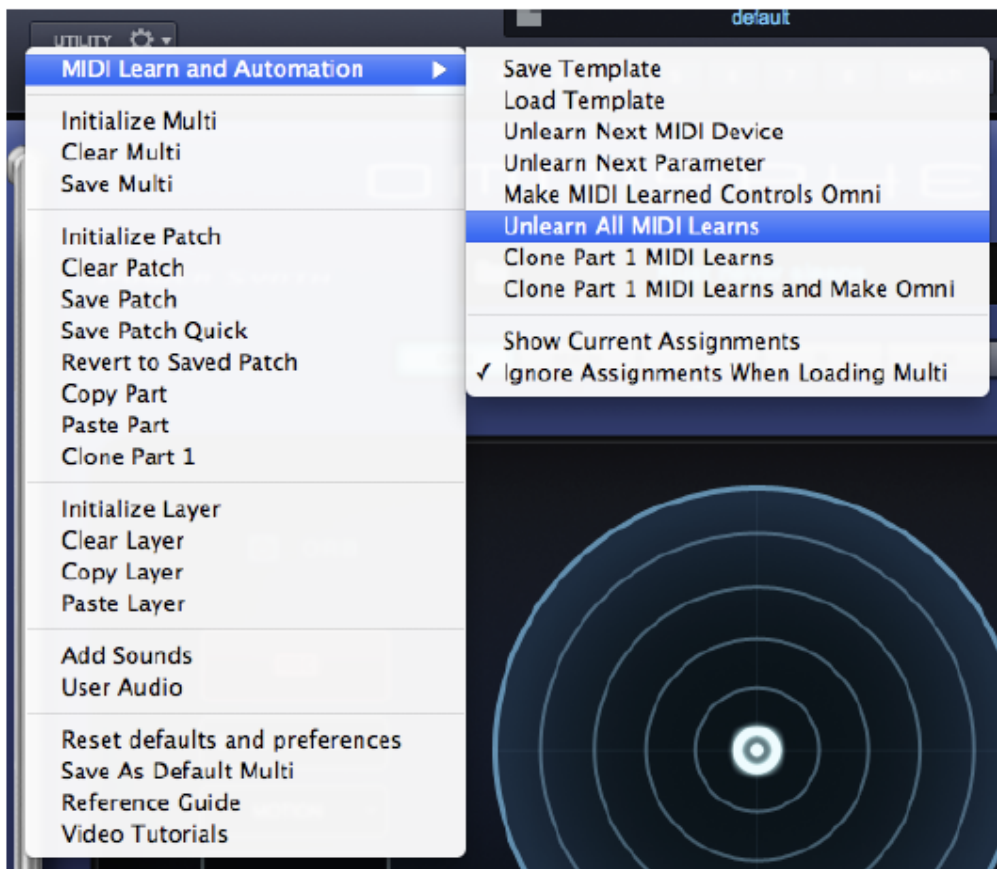 default
UTILITY
MIDI Learn and Automation
Initialize Multi
Clear Multi
Save Multi
Initialize Patch
Clear Patch
Save Patch
Save Patch Quick
Revert to Saved Patch
Copy Part
Paste Part
Clone Part 1
Initialize Layer
Clear Layer
Copy Layer
Paste Layer
Add Sounds
User Audio
Reset defaults and preferences
Save As Default Multi
Reference Guide
Video Tutorials
Save Template
Load Template
Unlearn Next MIDI Device
Unlearn Next Parameter
Make MIDI Learned Controls Omni
Unlearn All MIDI Learns
Clone Part 1 MIDI Learns
Clone Part 1 MIDI Learns and Make Omni
Show Current Assignments
✓ Ignore Assignments When Loading Multi